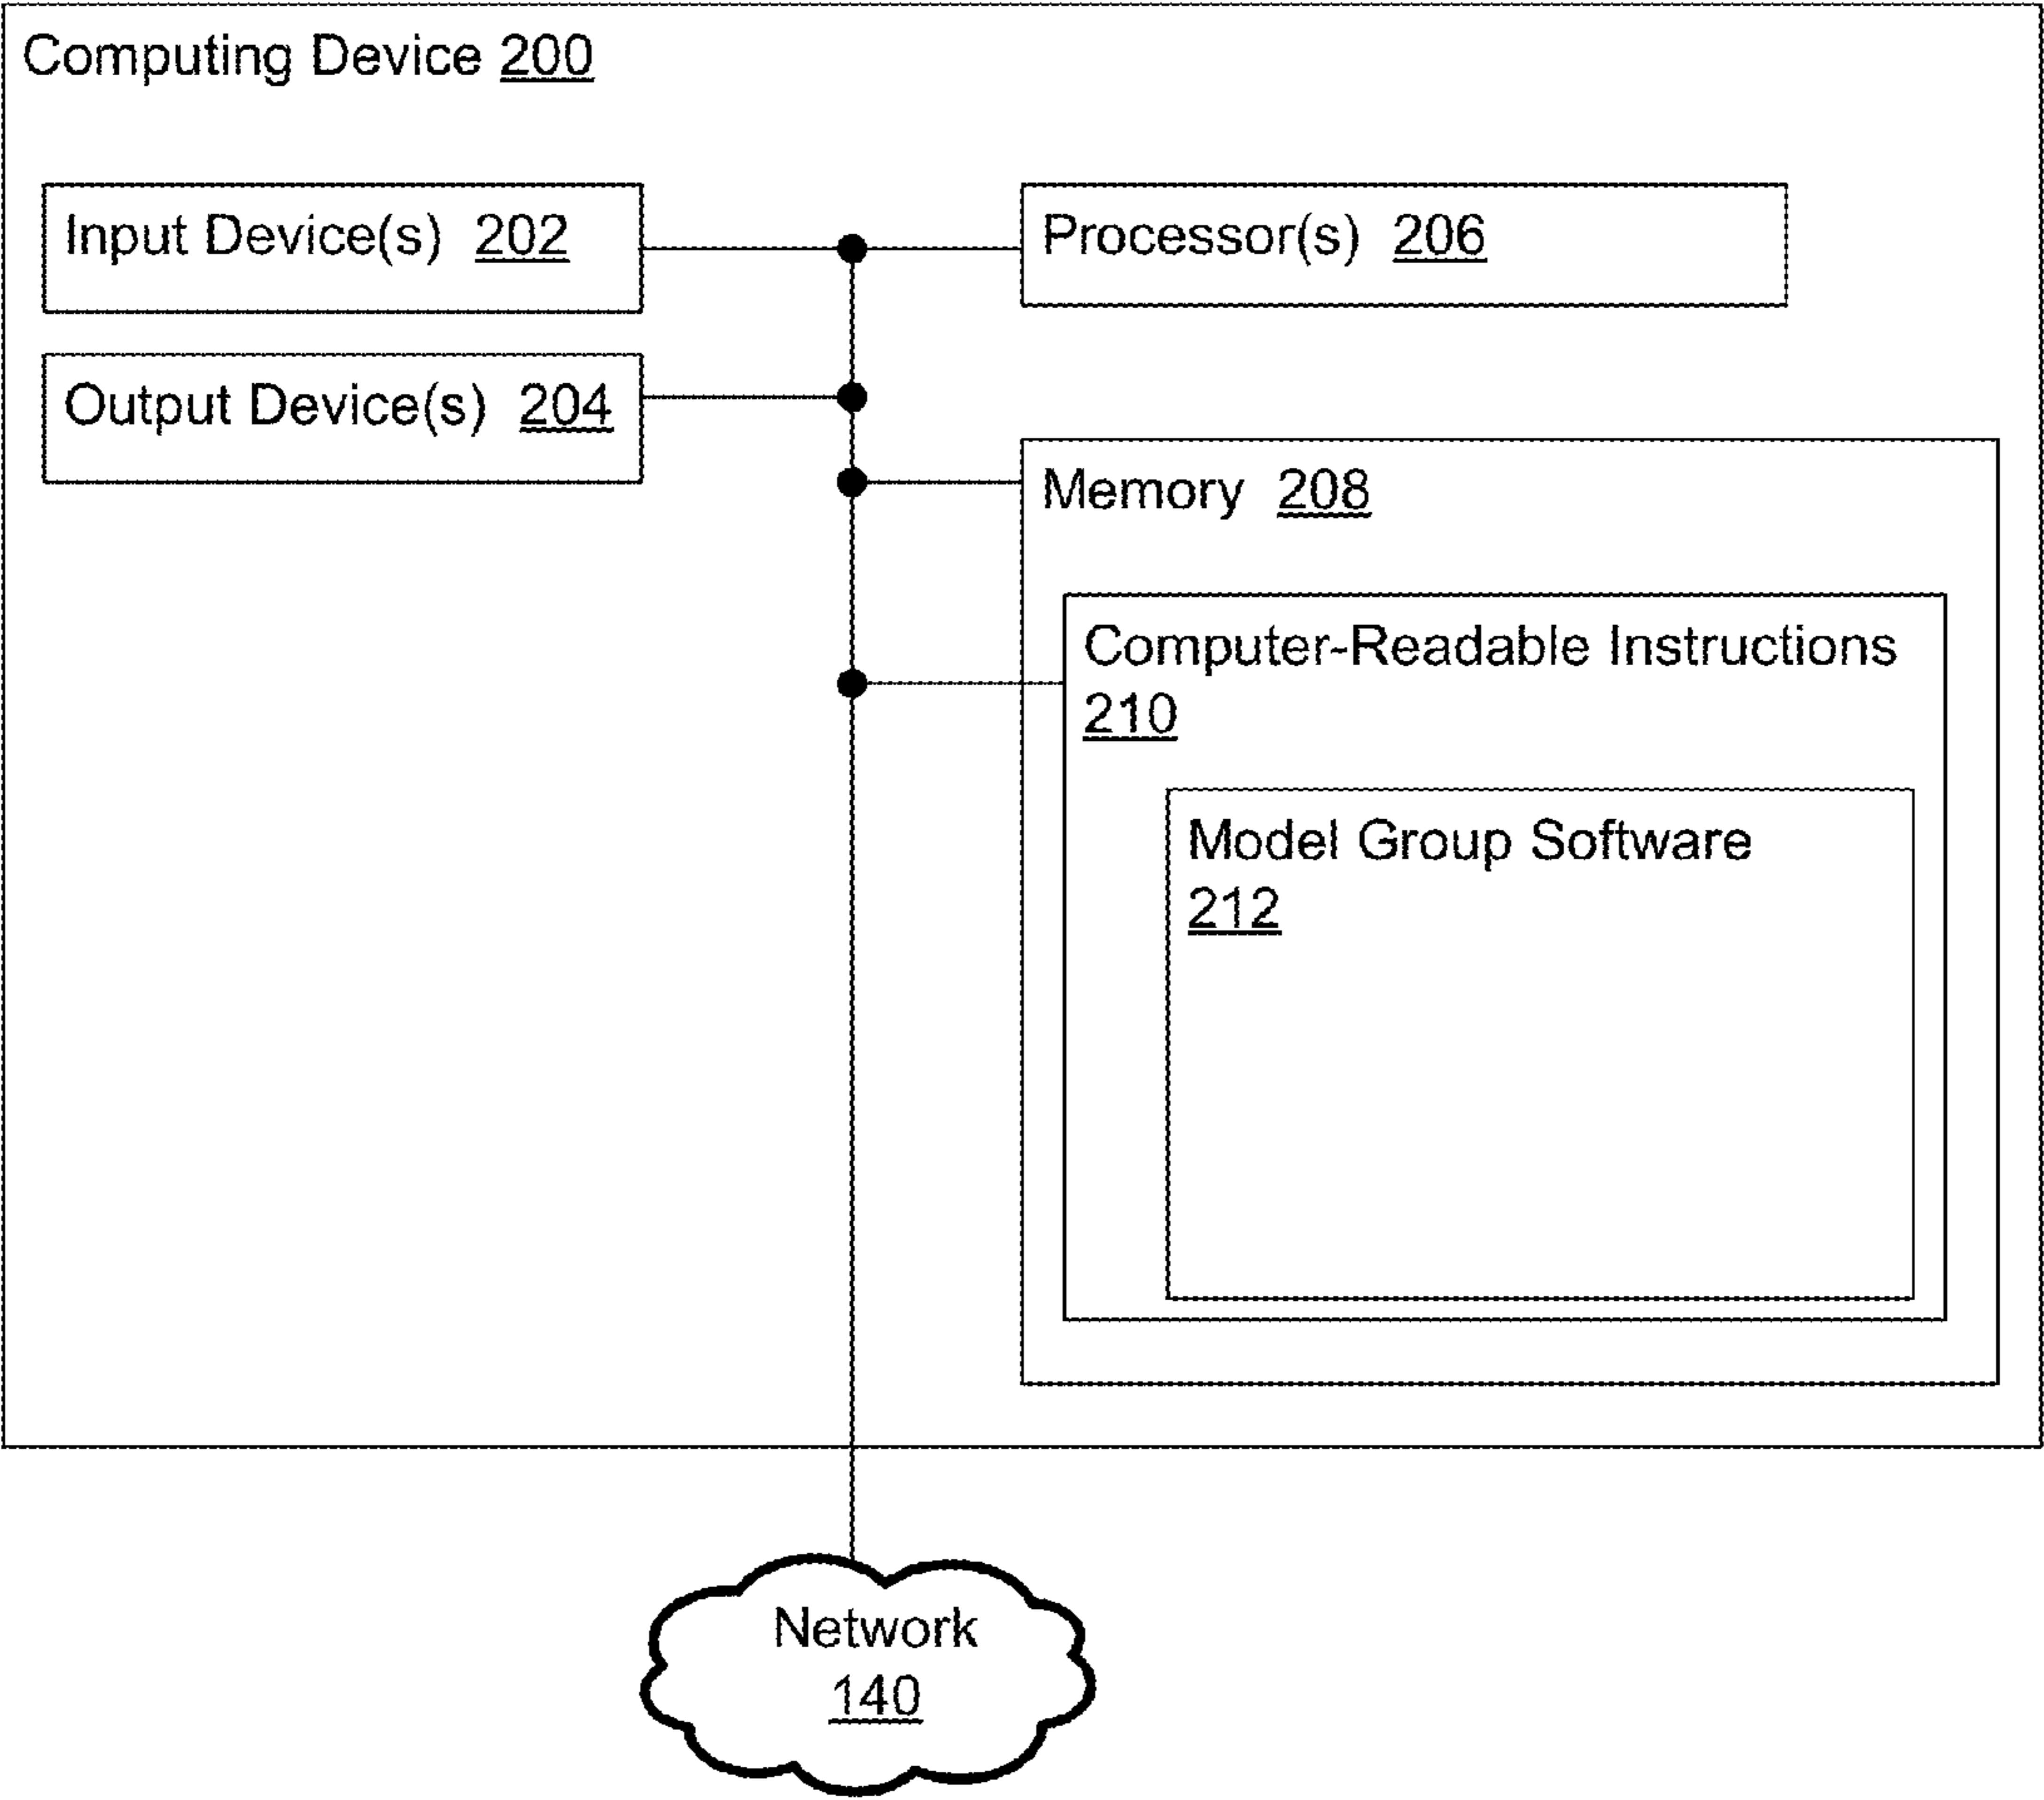 Computing Device 200
Input Device(s) 202
Processor(s) 206
Output Device(s) 204
Memory 208
Computer-Readable Instructions
210
Model Group Software
212
Network
140